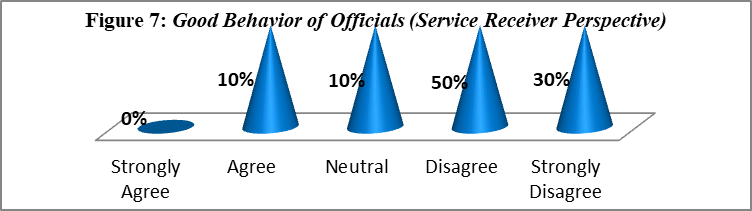 Figure 7: Good Behavior of Officials (Service Receiver Perspective)
0%
10%
10%
50%
30%
Strongly
Agree
Agree
Neutral
Disagree
Strongly
Disagree